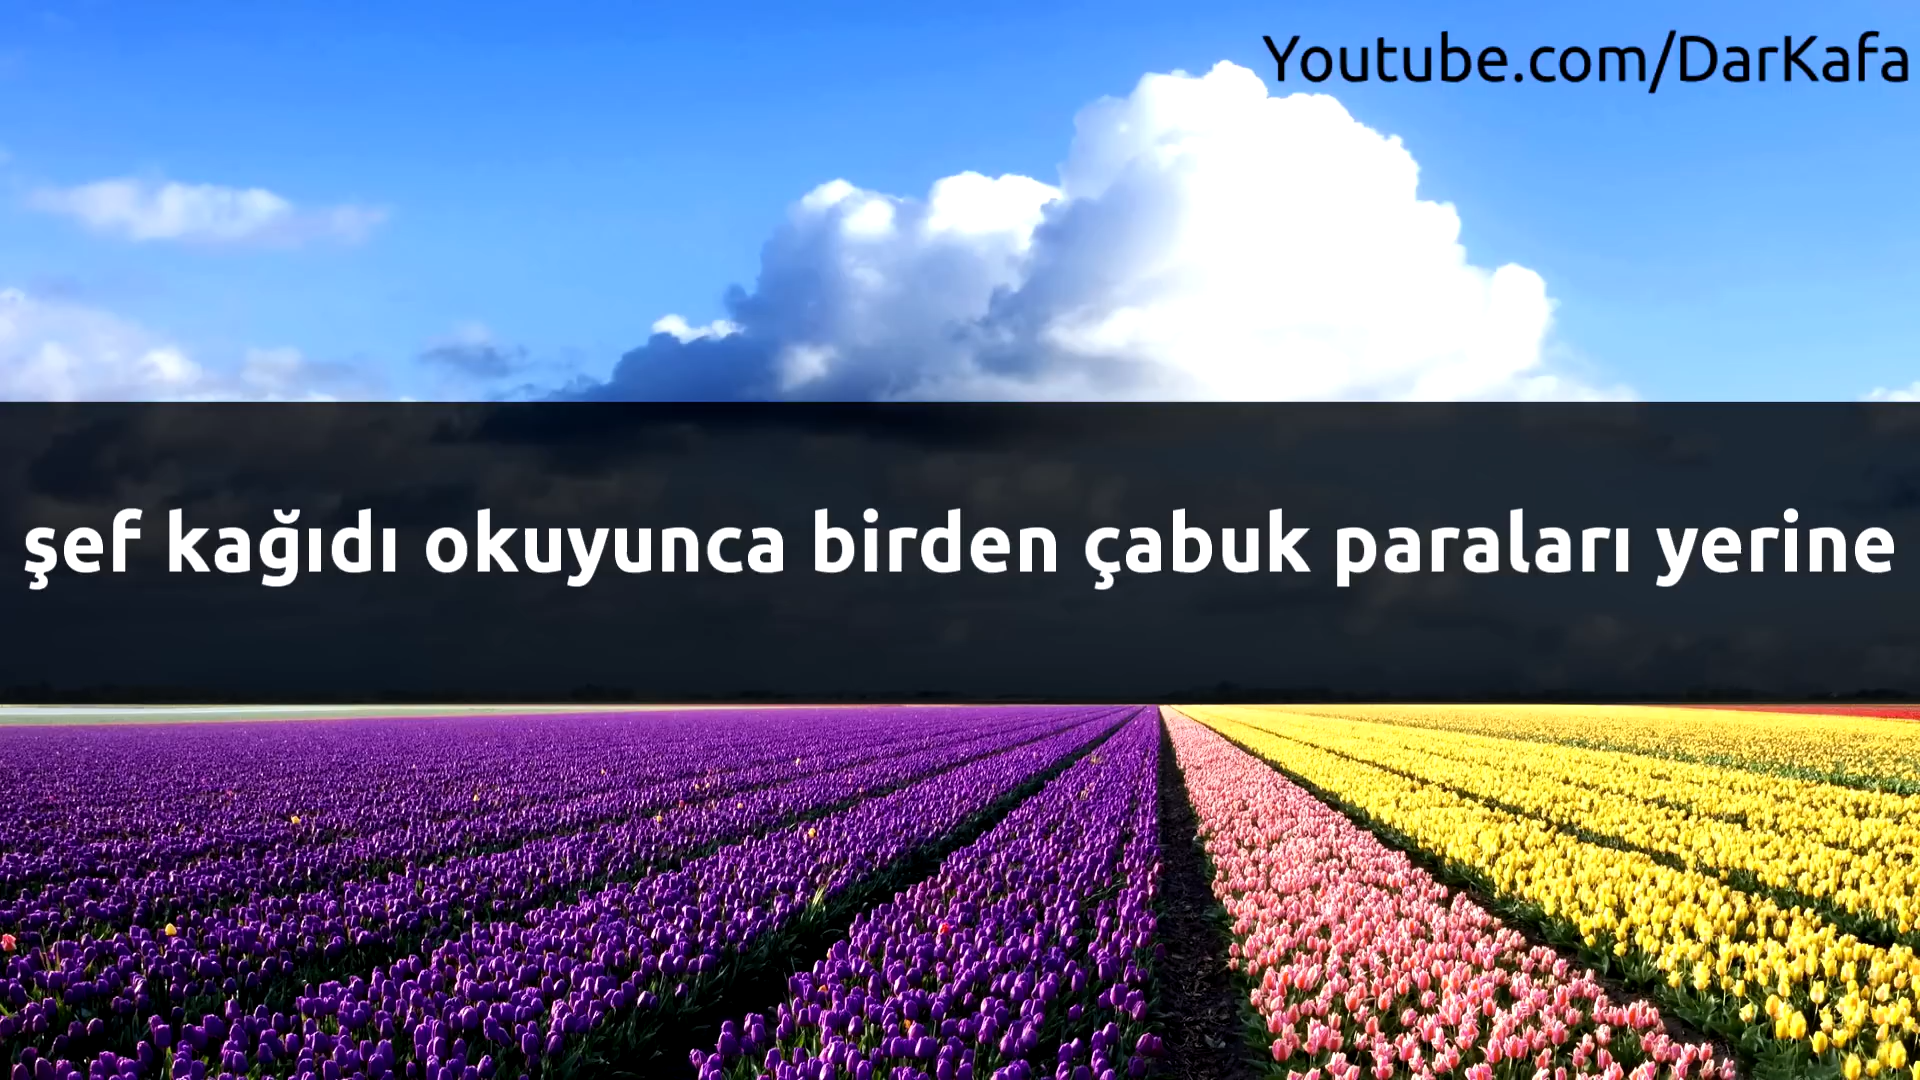 Youtube.com/DarKafa
şef kağıdı okuyunca birden çabuk paraları yerine